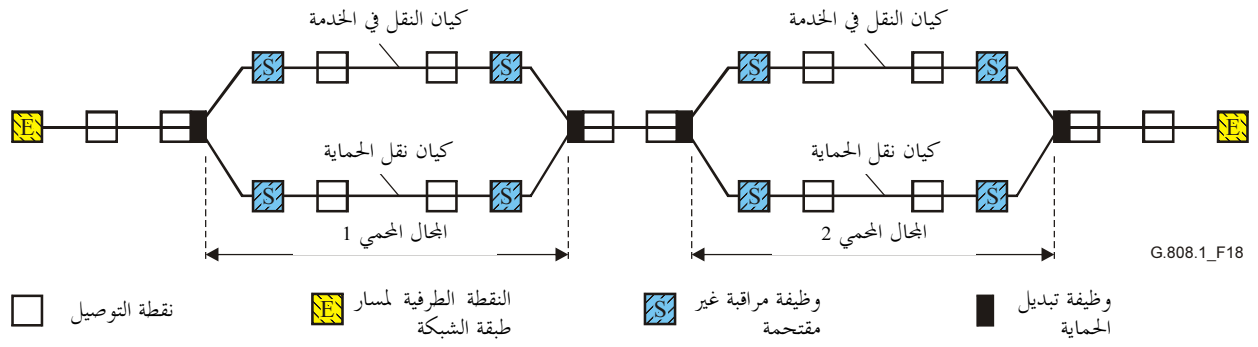 كيان النقل في الخدمة
كيان النقل في الخدمة
S S S S
E E
كيان نقل الحماية
كيان نقل الحماية
S S S S
المجال المحمي 1
المجال المحمي 2
G.808.1_F18
وظيفة تبديل
الحماية
S
وظيفة مراقبة غير
مقتحمة
E
النقطة الطرفية لمسار
طبقة الشبكة
نقطة التوصيل